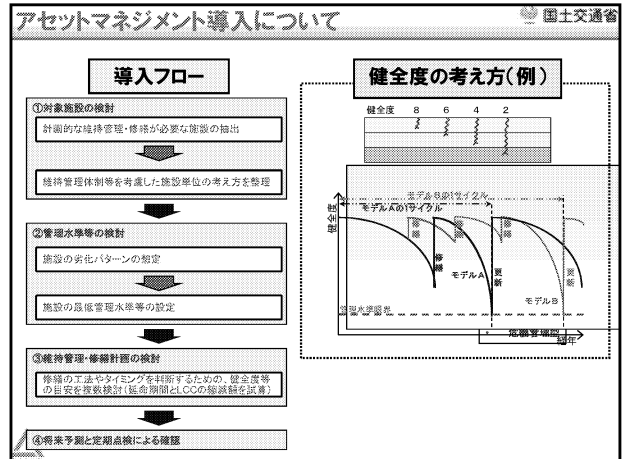 アセットマネジメント導入について
国土交通省
導入フロー
①対象施設の検討
計画的な維持管理・修繕が必要な施設の抽出
維持管理体制等を考慮した施設単位の考え方を整理
②管理水準等の検討
施設の劣化パターンの想定
施設の最低管理水準等の設定
③維持管理・修繕計画の検討
修繕の工法やタイミングを判断するための、健全度等
の目安を複数検討(延命期間とLCCの縮減額を試算)
④将来予測と定期点検による確認
健全度の考え方(例)
健全度 8 6 4 2
モデルBの1サイクル
モデルAの1サイクル
健全度
修繕
修繕
修繕
修繕
モデルA
更新
モデルB
更新
管理水準限界
危機管理
経年